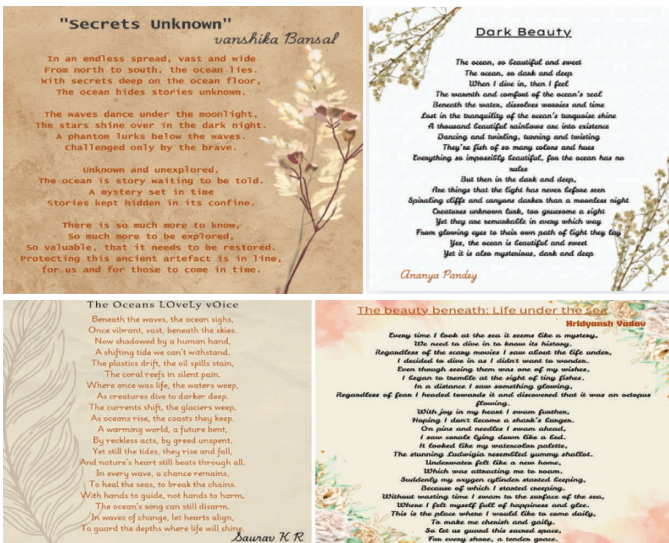 "Secrets Unknown"
vanshika Bansal
In an endless spread, vast and wide
From north to south, the ocean lies.
With secrets deep on the ocean floor,
The ocean hides stories unknown.
The waves dance under the moonlight,
The stars shine over in the dark night.
A phantom lurks below the waves.
Challenged only by the brave.
Unknown and unexplored,
The ocean is story waiting to be told.
A mystery set in time
Stories kept hidden in its confine.
There is so much more to know,
So much more to be explored,
So valuable, that it needs to be restored.
Protecting this ancient artefact is in line,
for us and for those to come in time.
Dark Beauty
The ocean, so beautiful and sweet
The ocean, so dark and deep
When I dive in, then I feel
The warmth and comfort of the ocean's real
Beneath the water, dissolves worries and time
Lost in the tranquility of the ocean's turquoise shine
A thousand beautiful rainbows are into existence
Dancing and twisting, turning and twisting
They're fish of so many colors and hues
Everything so impossibly beautiful, for the ocean has no
rules
But then in the dark and deep,
Are things that the light has never before seen
Spiraling cliffs and canyons darker than a moonless night
Creatures unknown lurk, too gruesome a sight
Yet they are remarkable in every which way
From glowing eyes to their own path of light they lay
Yes, the ocean is beautiful and sweet
Yet it is also mysterious, dark and deep
Ananya Pandey
The Oceans LOveLy vOice
Beneath the waves, the ocean sighs,
Once vibrant, vast, beneath the skies.
Now shadowed by a human hand,
A shifting tide we can't withstand.
The plastics drift, the oil spills stain,
The coral reefs in silent pain.
Where once was life, the waters weep,
As creatures dive to darker deep.
The currents shift, the glaciers weep,
As oceans rise, the coasts they keep.
A warming world, a future bent,
By reckless acts, by greed unspent.
Yet still the tides, they rise and fall,
And nature's heart still beats through all.
In every wave, a chance remains,
To heal the seas, to break the chains.
With hands to guide, not hands to harm,
The ocean's song can still disarm.
In waves of change, let hearts align,
To guard the depths where life will shine.
Saurav K R
The beauty beneath: Life under the sea
Hridyansh Yadav
Every time I look at the sea it seems like a mystery,
We need to dive in to know its history.
Regardless of the scary movies I saw about the life under,
I decided to dive in as I didn't want to wonder.
Even though seeing them was one of my wishes,
I began to tremble at the sight of tiny fishes.
In a distance I saw something glowing,
Regardless of fear I headed towards it and discovered that it was an octopus
flowing.
With joy in my heart I swam further,
Hoping I don't become a shark's burger.
On pins and needles I swam ahead,
I saw corals lying down like a bed.
It looked like my watercolor palette,
The stunning Ludwigia resembled yummy shallot.
Underwater felt like a new home,
Which was attracting me to roam.
Suddenly my oxygen cylinder started beeping,
Because of which I started creeping.
Without wasting time I swam to the surface of the sea,
Where I felt myself full of happiness and glee.
This is the place where I would like to come daily,
To make me cherish and gaily.
So let us guard this sacred space,
For every shore, a tender grace.